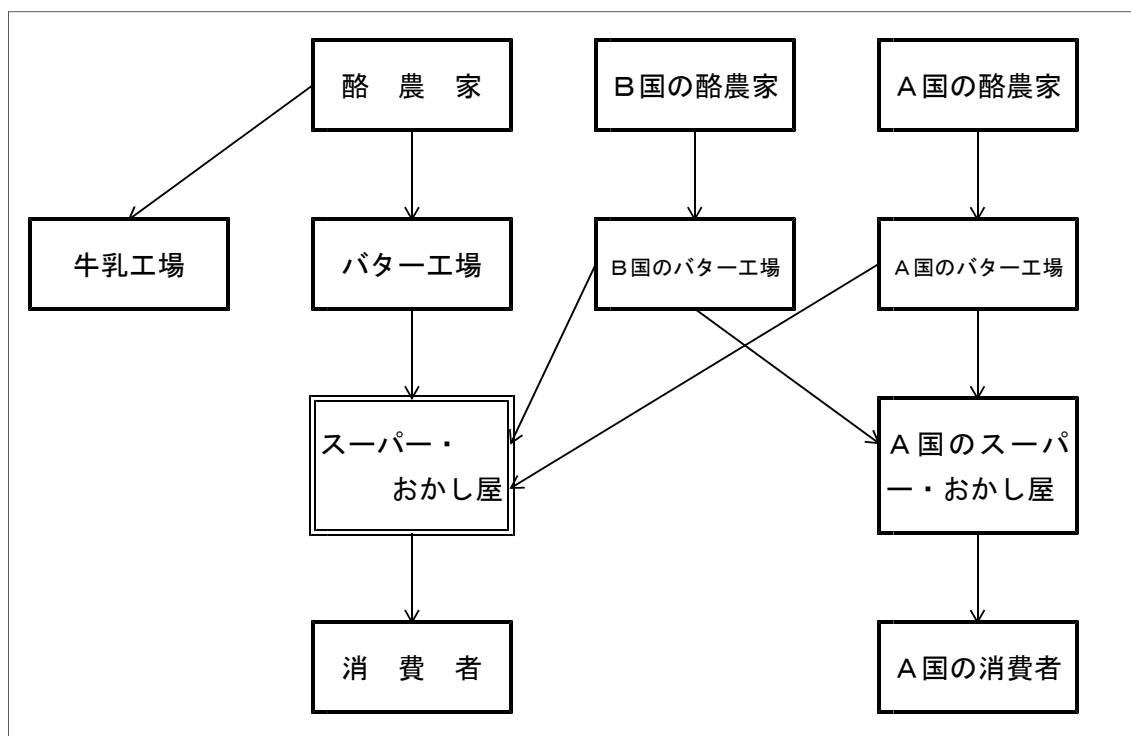 酪　農　家
B国の酪農家
A国の酪農家
牛乳工場
バター工場
B国のバター工場
A国のバター工場
スーパー・
おかし屋
A国のスーパ
ー・おかし屋
消　費　者
A国の消費者